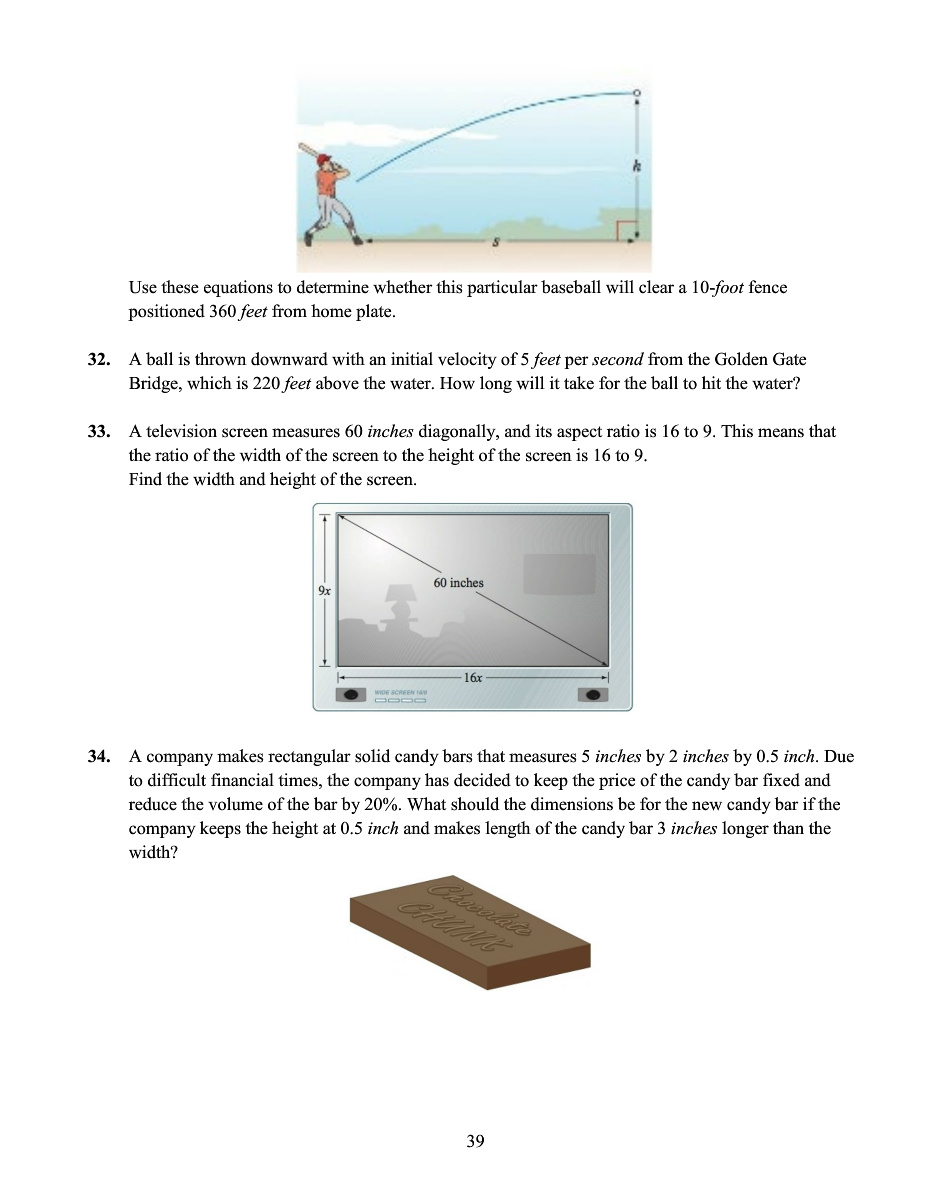 h
s
Use these equations to determine whether this particular baseball will clear a 10-foot fence
positioned 360 feet from home plate.
32. A ball is thrown downward with an initial velocity of 5 feet per second from the Golden Gate
Bridge, which is 220 feet above the water. How long will it take for the ball to hit the water?
33. A television screen measures 60 inches diagonally, and its aspect ratio is 16 to 9. This means that
the ratio of the width of the screen to the height of the screen is 16 to 9.
Find the width and height of the screen.
60 inches
9x
16x
WIDE SCREEN 16/9
34. A company makes rectangular solid candy bars that measures 5 inches by 2 inches by 0.5 inch. Due
to difficult financial times, the company has decided to keep the price of the candy bar fixed and
reduce the volume of the bar by 20%. What should the dimensions be for the new candy bar if the
company keeps the height at 0.5 inch and makes length of the candy bar 3 inches longer than the
width?
Chocolate
CHUNK
39